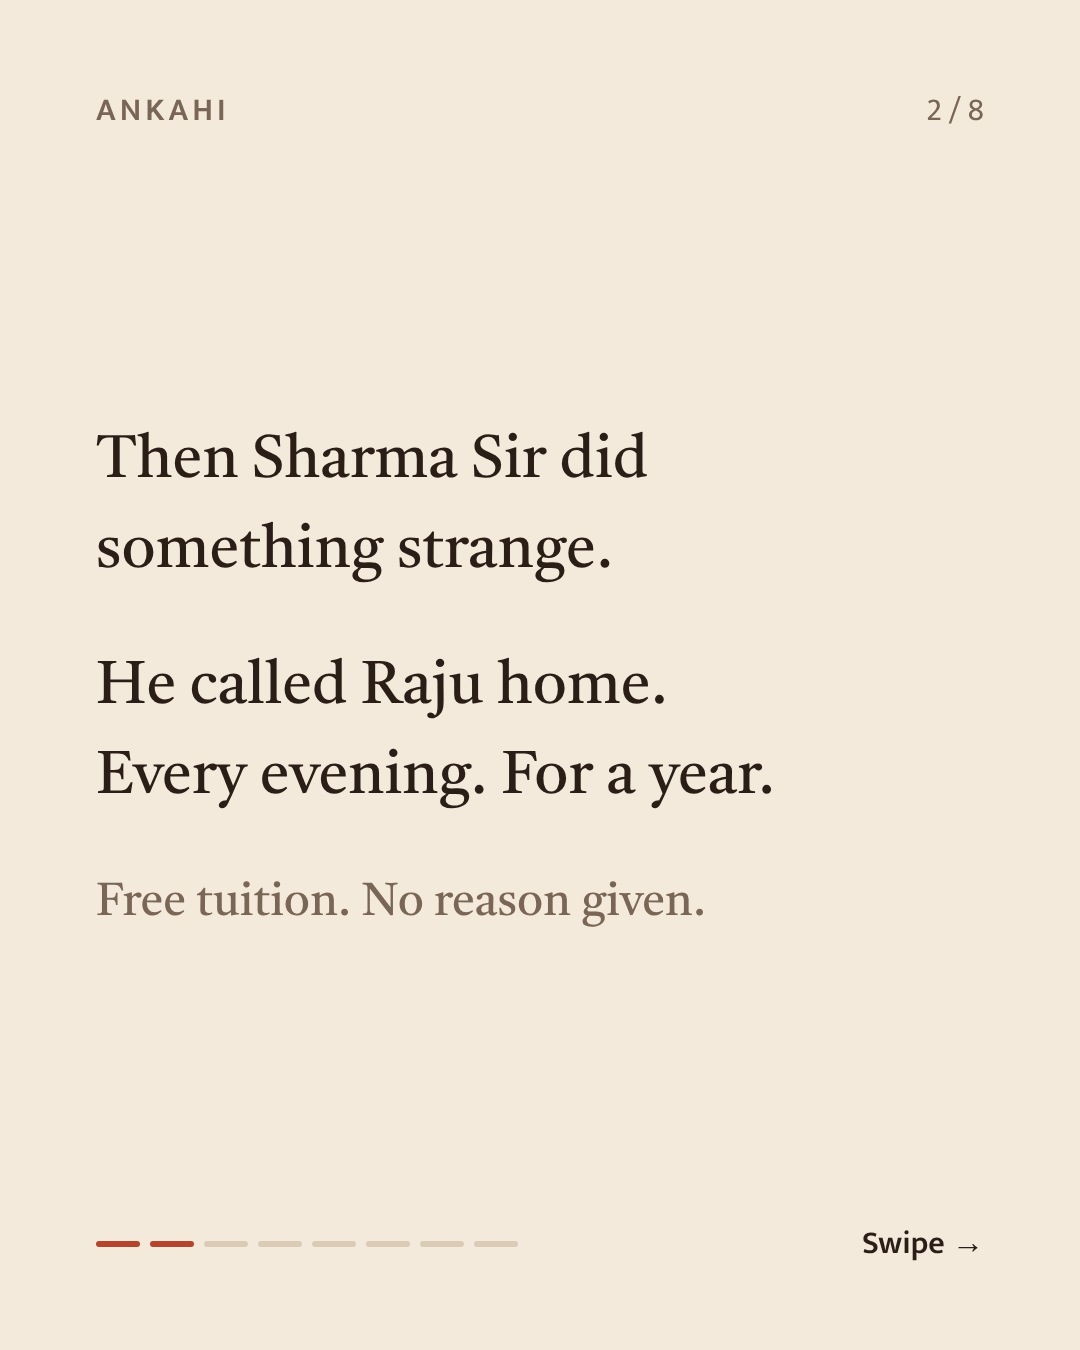 ANKAHI
2 / 8
Then Sharma Sir did
something strange.
He called Raju home.
Every evening. For a year.
Free tuition. No reason given.
Swipe →